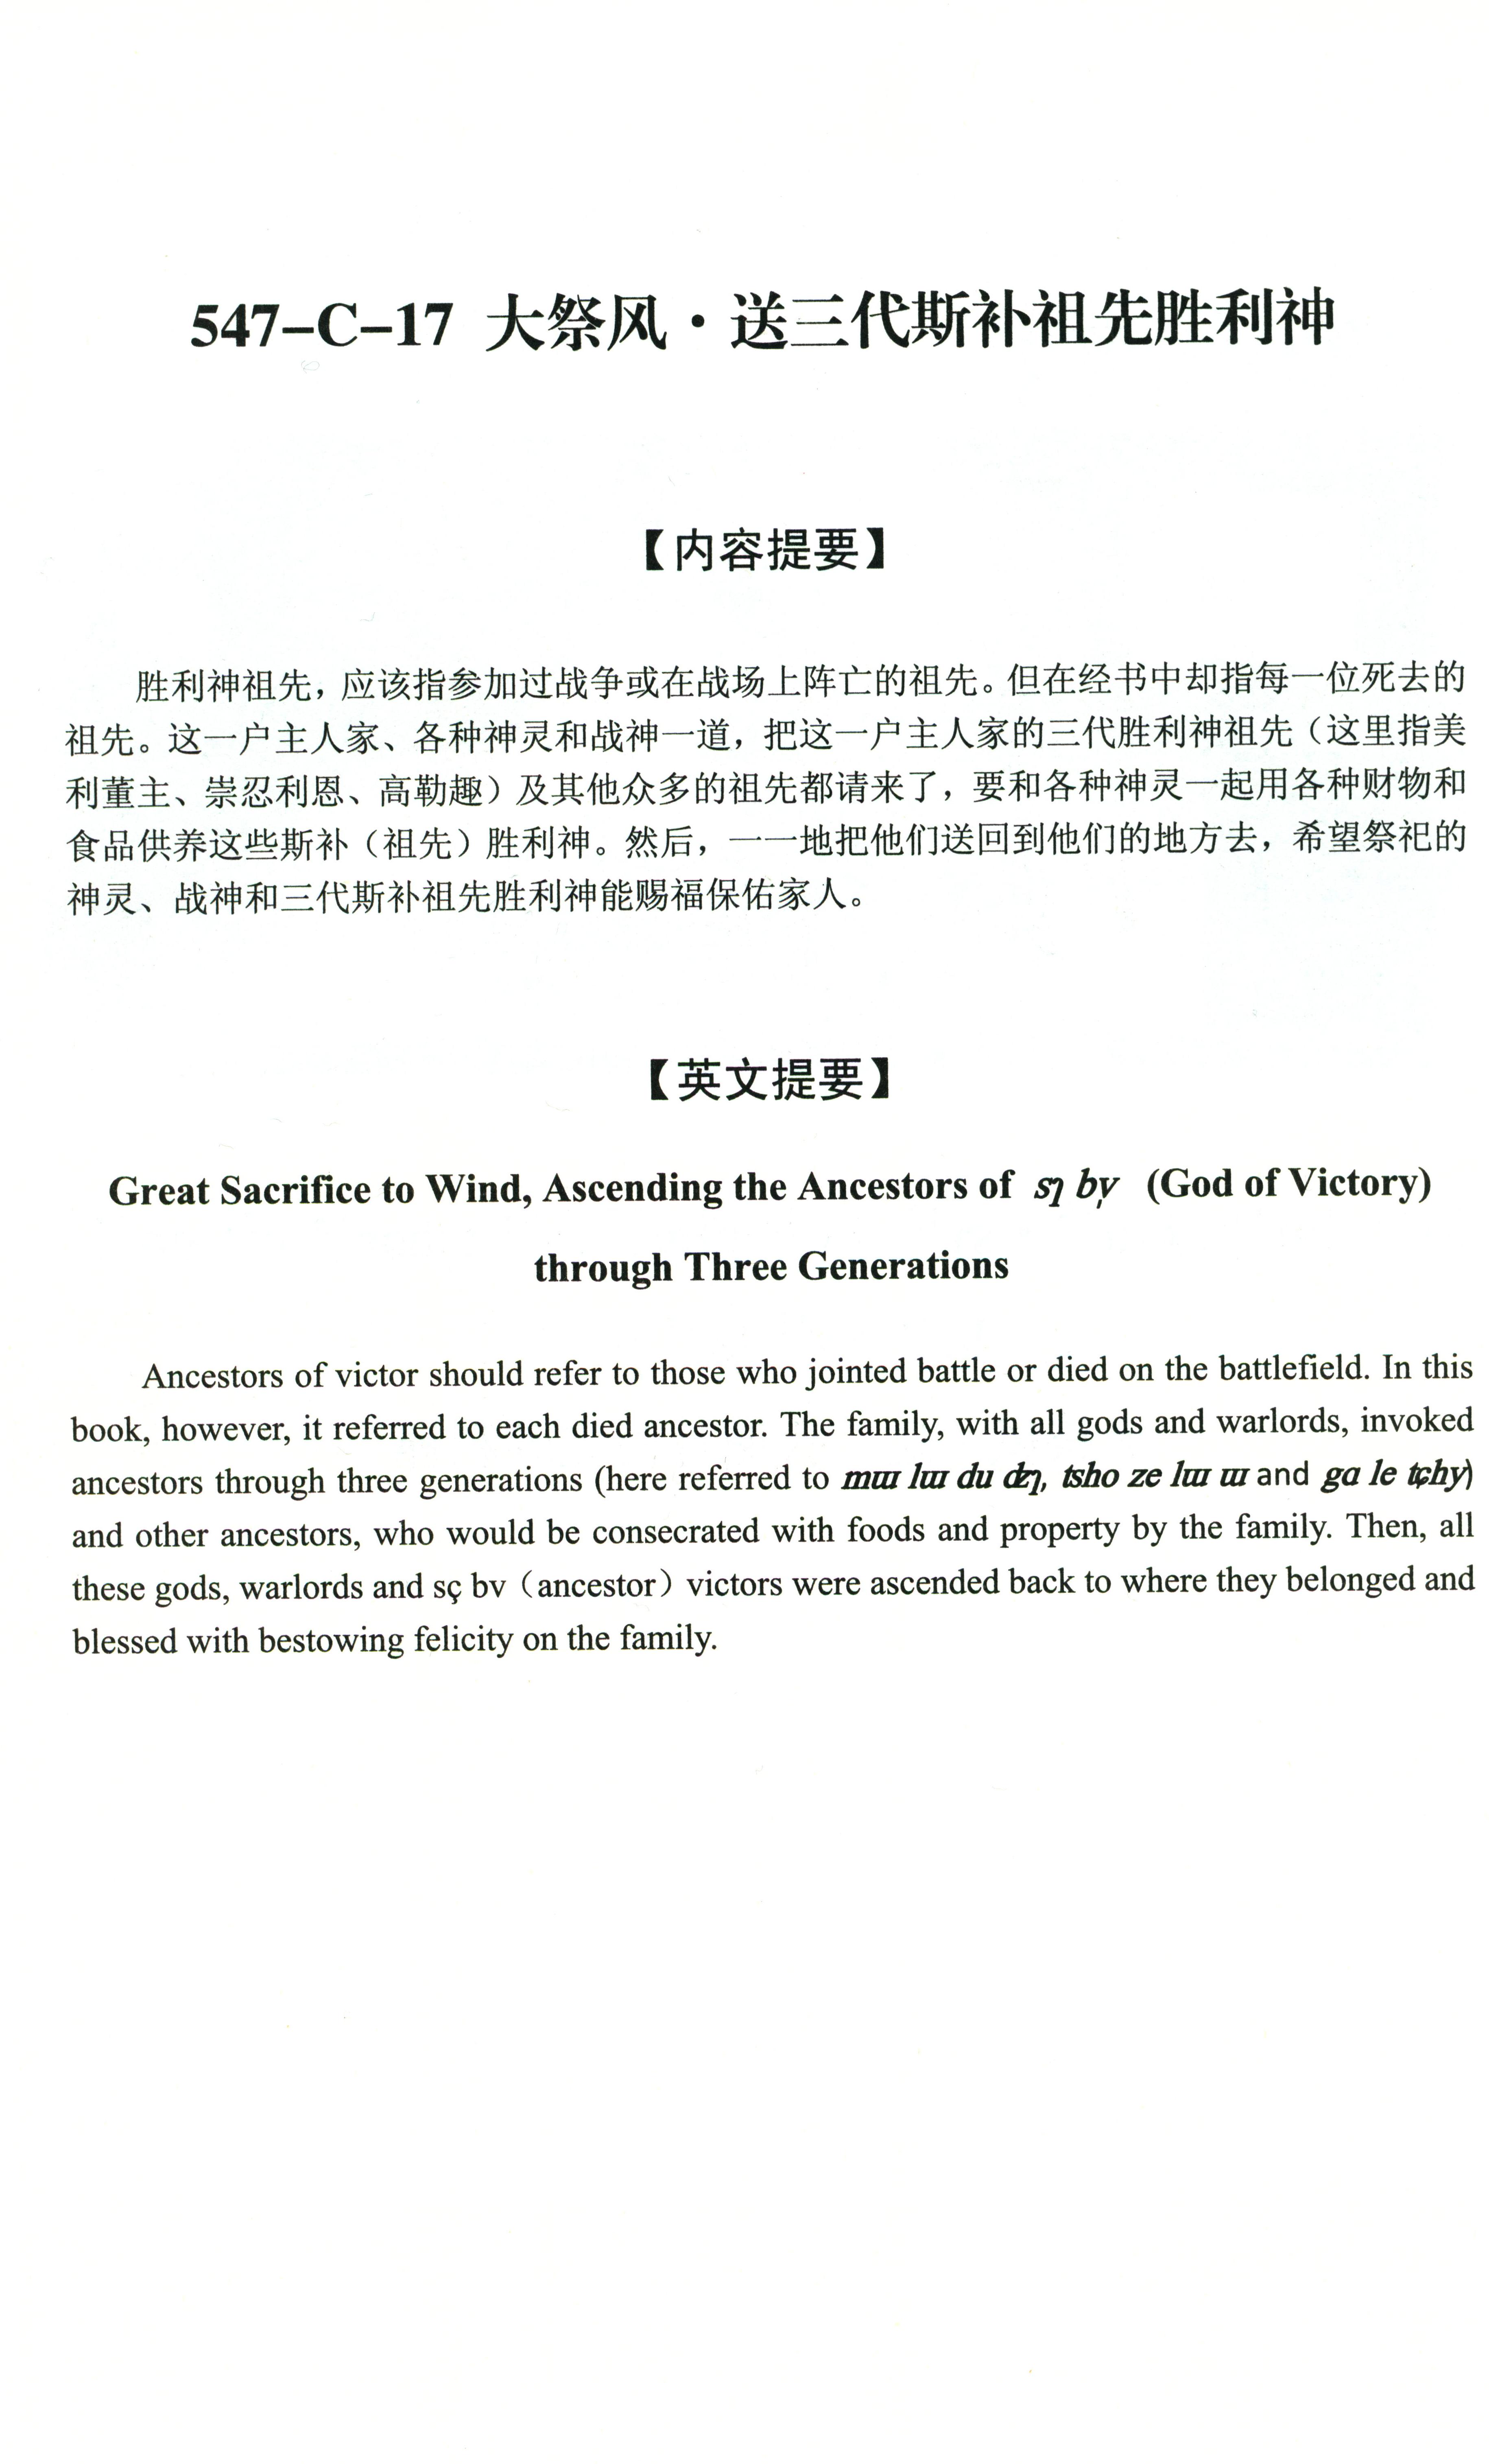 547–C–17 大祭风·送三代斯补祖先胜利神
【内容提要】
胜利神祖先，应该指参加过战争或在战场上阵亡的祖先。但在经书中却指每一位死去的
祖先。这一户主人家、各种神灵和战神一道，把这一户主人家的三代胜利神祖先（这里指美
利董主、崇忍利恩、高勒趣）及其他众多的祖先都请来了，要和各种神灵一起用各种财物和
食品供养这些斯补（祖先）胜利神。然后，一一地把他们送回到他们的地方去，希望祭祀的
神灵、战神和三代斯补祖先胜利神能赐福保佑家人。
【英文提要】
Great Sacrifice to Wind, Ascending the Ancestors of sɿ bv̩ (God of Victory)
through Three Generations
Ancestors of victor should refer to those who jointed battle or died on the battlefield. In this
book, however, it referred to each died ancestor. The family, with all gods and warlords, invoked
ancestors through three generations (here referred to mɯ lɯ du dzɿ, tsho ze lɯ ɯ and ga le tɕhy)
and other ancestors, who would be consecrated with foods and property by the family. Then, all
these gods, warlords and sç bv（ancestor）victors were ascended back to where they belonged and
blessed with bestowing felicity on the family.